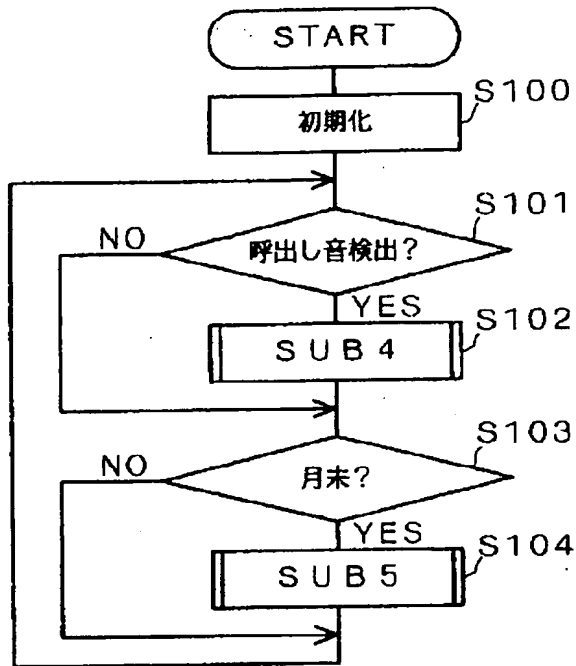 START
S100
初期化
S101
NO
呼出し音検出?
YES
S102
SUB4
S103
NO
月末?
YES
S104
SUB5